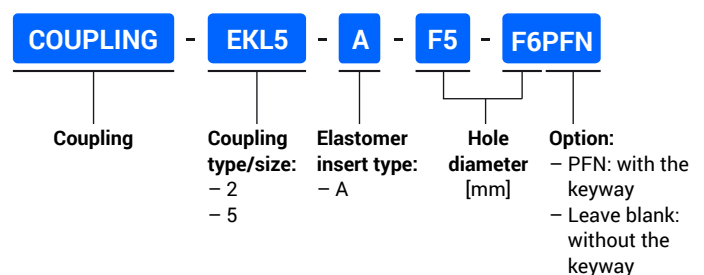 COUPLING - EKL5 - A - F5 - F6PFN
Coupling
Coupling
type/size:
– 2
– 5
Elastomer
insert type:
– A
Hole
diameter
[mm]
Option:
– PFN: with the
keyway
– Leave blank:
without the
keyway